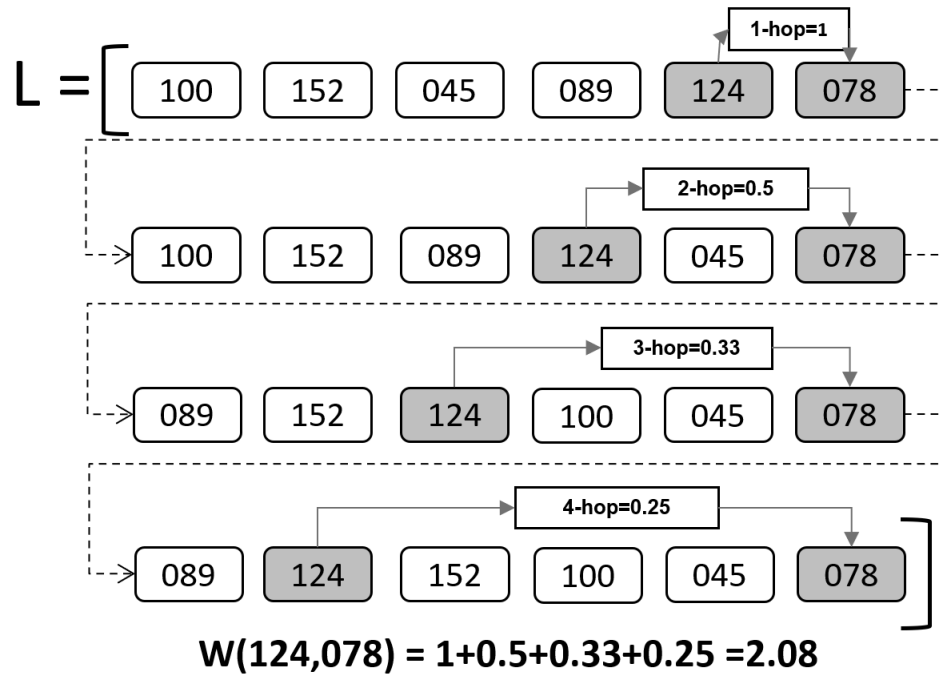 1-hop=1
L = [ 100 152 045 089 124 078
2-hop=0.5
100 152 089 124 045 078
3-hop=0.33
089 152 124 100 045 078
4-hop=0.25
089 124 152 100 045 078 ]
W(124,078) = 1+0.5+0.33+0.25 =2.08